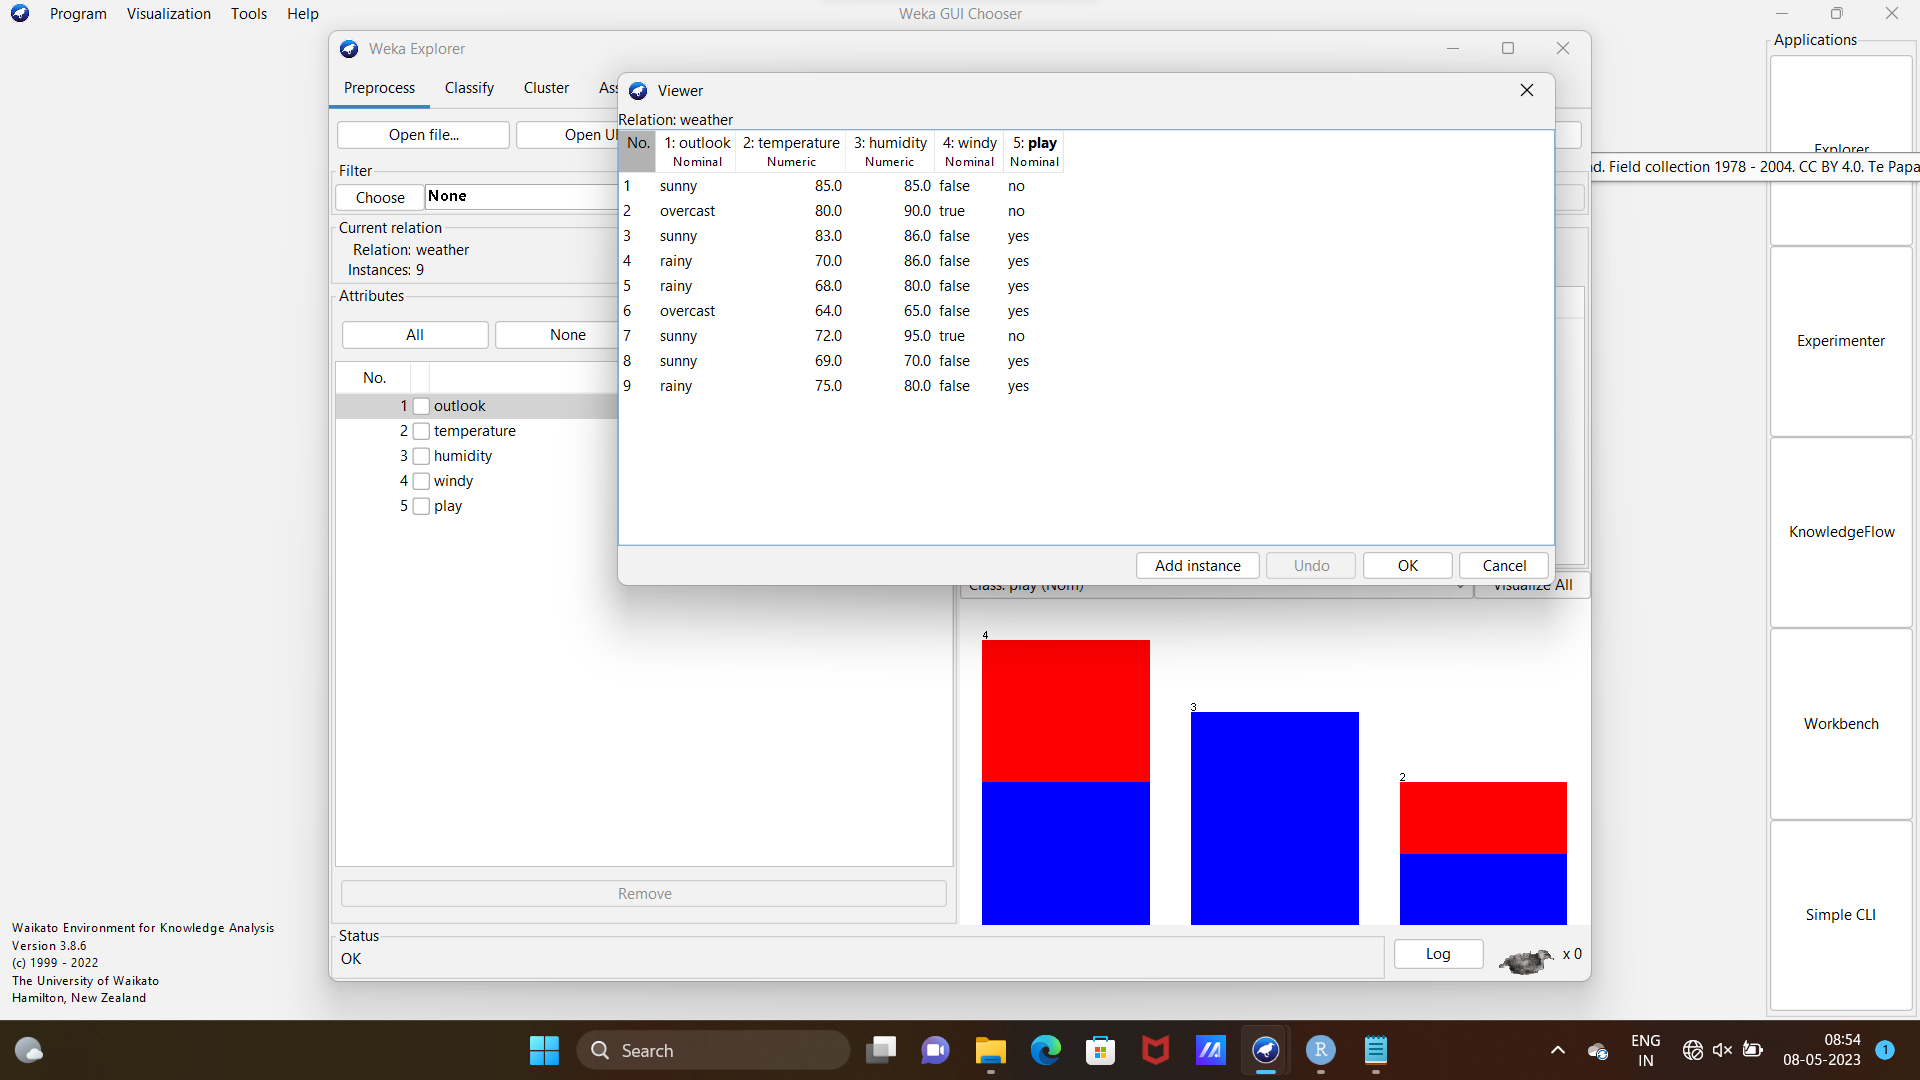 Program Visualization Tools Help
Weka GUI Chooser
Applications
Weka Explorer
Preprocess Classify Cluster
Open file...
Filter
Choose None
Current relation
Relation: weather
Instances: 9
Attributes
All None
No.
1 outlook
2 temperature
3 humidity
4 windy
5 play
Remove
Status
OK
Log x 0
Viewer
Relation: weather
No. 1: outlook 2: temperature 3: humidity 4: windy 5: play
Nominal Numeric Numeric Nominal Nominal
1 sunny 85.0 85.0 false no
2 overcast 80.0 90.0 true no
3 sunny 83.0 86.0 false yes
4 rainy 70.0 86.0 false yes
5 rainy 68.0 80.0 false yes
6 overcast 64.0 65.0 false yes
7 sunny 72.0 95.0 true no
8 sunny 69.0 70.0 false yes
9 rainy 75.0 80.0 false yes
Add instance Undo OK Cancel
Class: play (Nom) Visualize All
4
3
2
Explorer
d. Field collection 1978 - 2004. CC BY 4.0. Te Papa
Experimenter
KnowledgeFlow
Workbench
Simple CLI
Waikato Environment for Knowledge Analysis
Version 3.8.6
(c) 1999 - 2022
The University of Waikato
Hamilton, New Zealand
Search
R
ENG
IN
08:54
08-05-2023
1